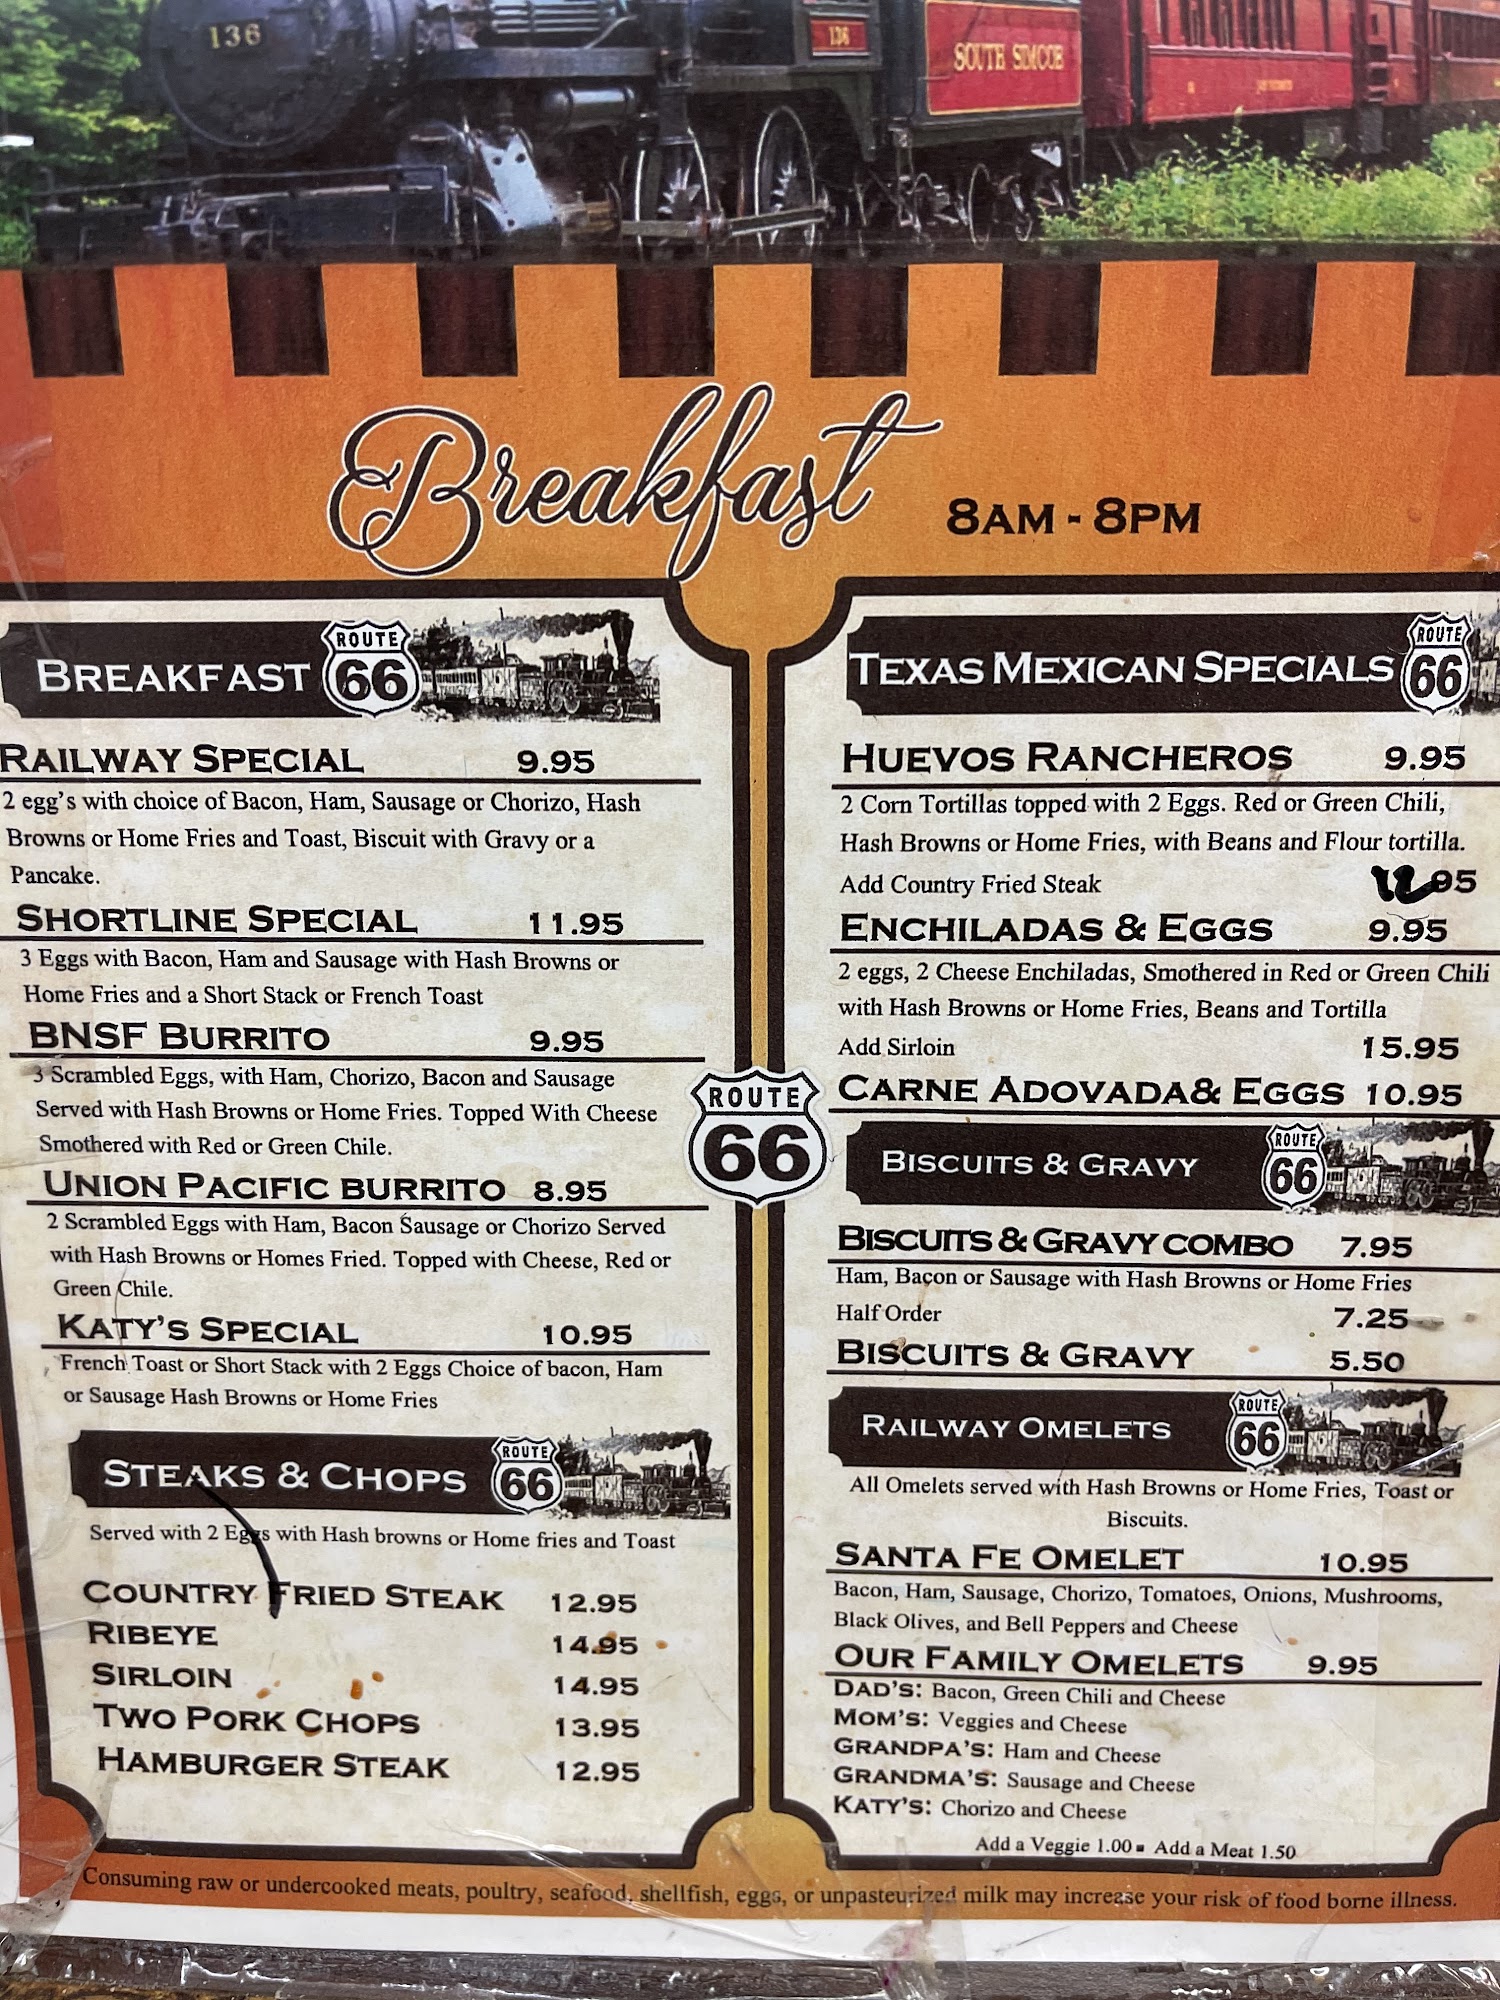 136
136
SOUTH SIMCOE
Breakfast
8AM - 8PM
BREAKFAST
ROUTE
66
RAILWAY SPECIAL 9.95
2 egg's with choice of Bacon, Ham, Sausage or Chorizo, Hash
Browns or Home Fries and Toast, Biscuit with Gravy or a
Pancake.
SHORTLINE SPECIAL 11.95
3 Eggs with Bacon, Ham and Sausage with Hash Browns or
Home Fries and a Short Stack or French Toast
BNSF BURRITO 9.95
3 Scrambled Eggs, with Ham, Chorizo, Bacon and Sausage
Served with Hash Browns or Home Fries. Topped With Cheese
Smothered with Red or Green Chile.
UNION PACIFIC BURRITO 8.95
2 Scrambled Eggs with Ham, Bacon Sausage or Chorizo Served
with Hash Browns or Homes Fried. Topped with Cheese, Red or
Green Chile.
KATY'S SPECIAL 10.95
French Toast or Short Stack with 2 Eggs Choice of bacon, Ham
or Sausage Hash Browns or Home Fries
STEAKS & CHOPS
ROUTE
66
Served with 2 Eggs with Hash browns or Home fries and Toast
COUNTRY FRIED STEAK 12.95
RIBEYE 14.95
SIRLOIN 14.95
TWO PORK CHOPS 13.95
HAMBURGER STEAK 12.95
ROUTE
66
TEXAS MEXICAN SPECIALS
ROUTE
66
HUEVOS RANCHEROS 9.95
2 Corn Tortillas topped with 2 Eggs. Red or Green Chili,
Hash Browns or Home Fries, with Beans and Flour tortilla.
Add Country Fried Steak 95
ENCHILADAS & EGGS 9.95
2 eggs, 2 Cheese Enchiladas, Smothered in Red or Green Chili
with Hash Browns or Home Fries, Beans and Tortilla
Add Sirloin 15.95
CARNE ADOVADA& EGGS 10.95
BISCUITS & GRAVY
ROUTE
66
BISCUITS & GRAVY COMBO 7.95
Ham, Bacon or Sausage with Hash Browns or Home Fries
Half Order 7.25
BISCUITS & GRAVY 5.50
RAILWAY OMELETS
ROUTE
66
All Omelets served with Hash Browns or Home Fries, Toast or
Biscuits.
SANTA FE OMELET 10.95
Bacon, Ham, Sausage, Chorizo, Tomatoes, Onions, Mushrooms,
Black Olives, and Bell Peppers and Cheese
OUR FAMILY OMELETS 9.95
DAD'S: Bacon, Green Chili and Cheese
MOM'S: Veggies and Cheese
GRANDPA'S: Ham and Cheese
GRANDMA'S: Sausage and Cheese
KATY'S: Chorizo and Cheese
Add a Veggie 1.00 ▪ Add a Meat 1.50
Consuming raw or undercooked meats, poultry, seafood, shellfish, eggs, or unpasteurized milk may increase your risk of food borne illness.